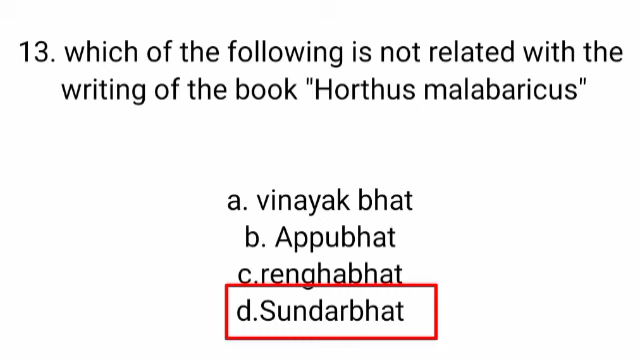 13. which of the following is not related with the
writing of the book "Horthus malabaricus"
a. vinayak bhat
b. Appubhat
c.renghabhat
d.Sundarbhat